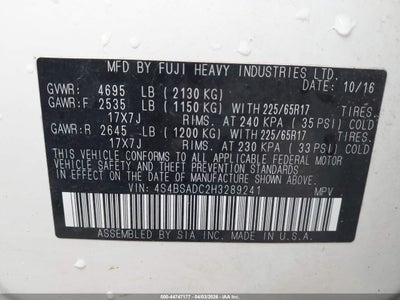 MFD BY FUJI HEAVY INDUSTRIES LTD. 10/16
GVWR: 4695 LB ( 2130 KG)
GAWR:F 2535 LB ( 1150 KG) WITH 225/65R17 TIRES.
17X7J RIMS. AT 240 KPA ( 35 PSI) COLD
GAWR:R 2645 LB ( 1200 KG) WITH 225/65R17 TIRES.
17X7J RIMS. AT 230 KPA ( 33 PSI) COLD
THIS VEHICLE CONFORMS TO ALL APPLICABLE FEDERAL MOTOR
VEHICLE SAFETY AND THEFT PREVENTION STANDARDS IN EFFECT
ON THE DATE OF MANUFACTURE SHOWN ABOVE.
VIN: 4S4BSADC2H3289241 MPV
ASSEMBLED BY SIA INC. MADE IN U.S.A.
500-44747177 - 04/03/2026 - IAA Inc.